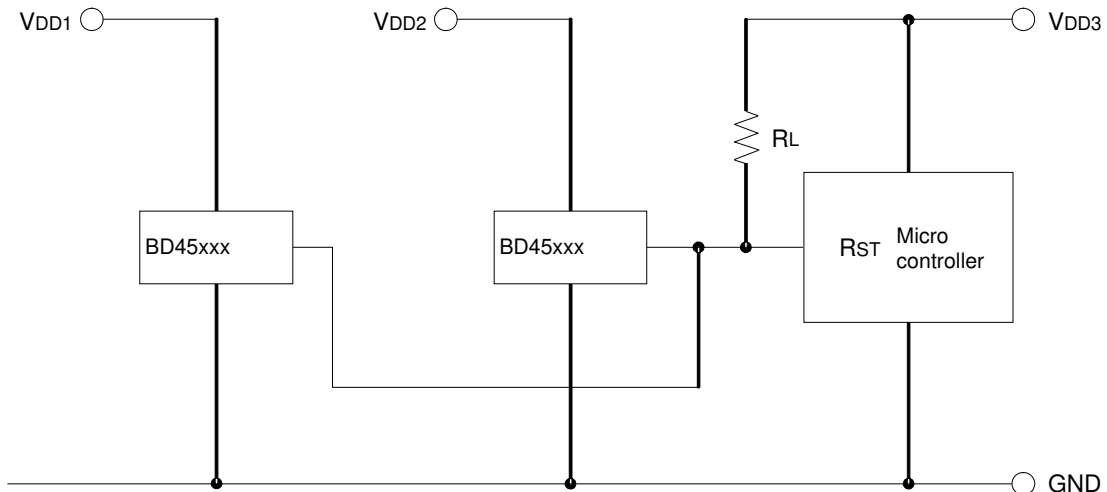 VDD1
VDD2
VDD3
RL
BD45xxx
BD45xxx
RST
Micro
controller
GND